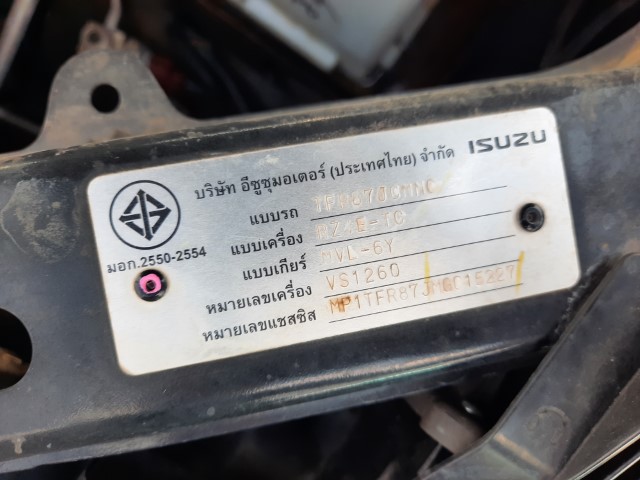 ISUZU
บริษัท อีซูซุมอเตอร์ (ประเทศไทย) จำกัด
มอก.2550-2554
แบบรถ
แบบเครื่อง
แบบเกียร์ MVL-6Y
หมายเลขเครื่อง VS1260
หมายเลขแชสซิส